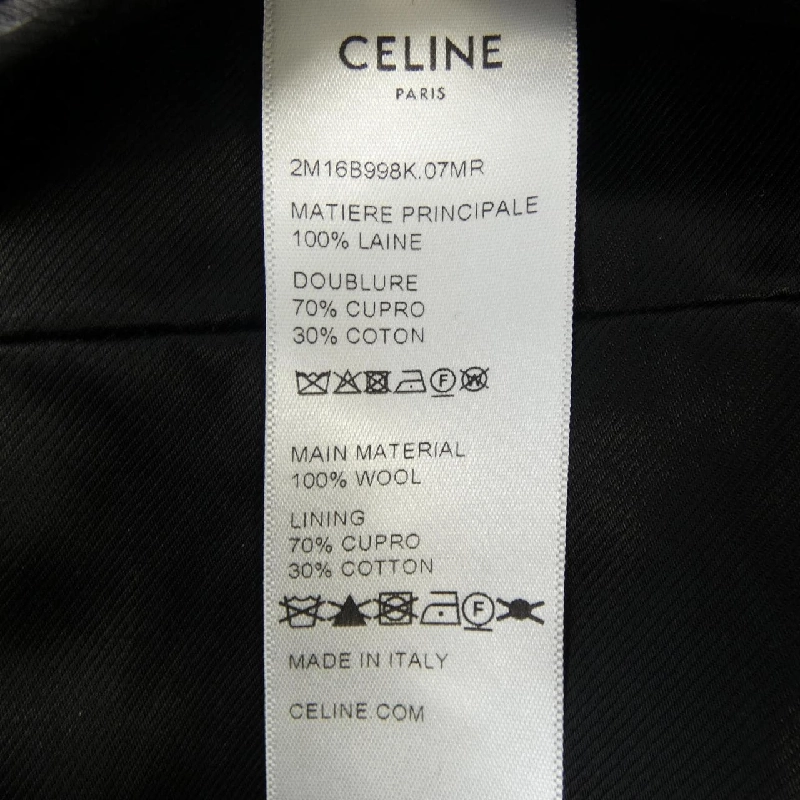 CELINE
PARIS
2M16B998K.07MR
MATIERE PRINCIPALE
100% LAINE
DOUBLURE
70% CUPRO
30% COTON
F W
MAIN MATERIAL
100% WOOL
LINING
70% CUPRO
30% COTTON
F
MADE IN ITALY
CELINE.COM